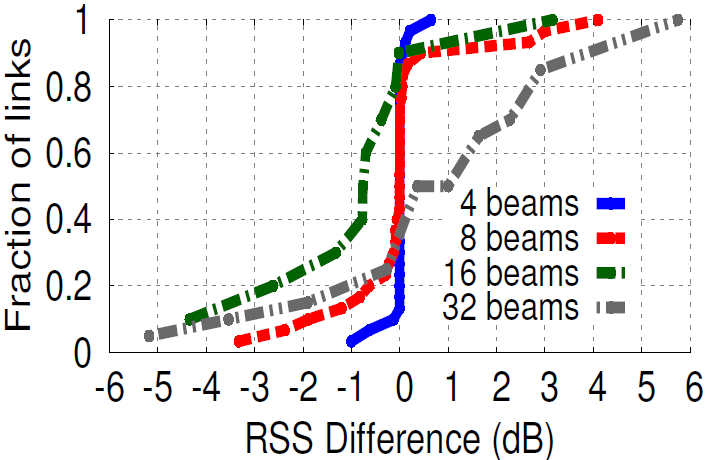 Fraction of links
1
0.8
0.6
0.4
0.2
0
4 beams
8 beams
16 beams
32 beams
-6 -5 -4 -3 -2 -1 0 1 2 3 4 5 6
RSS Difference (dB)